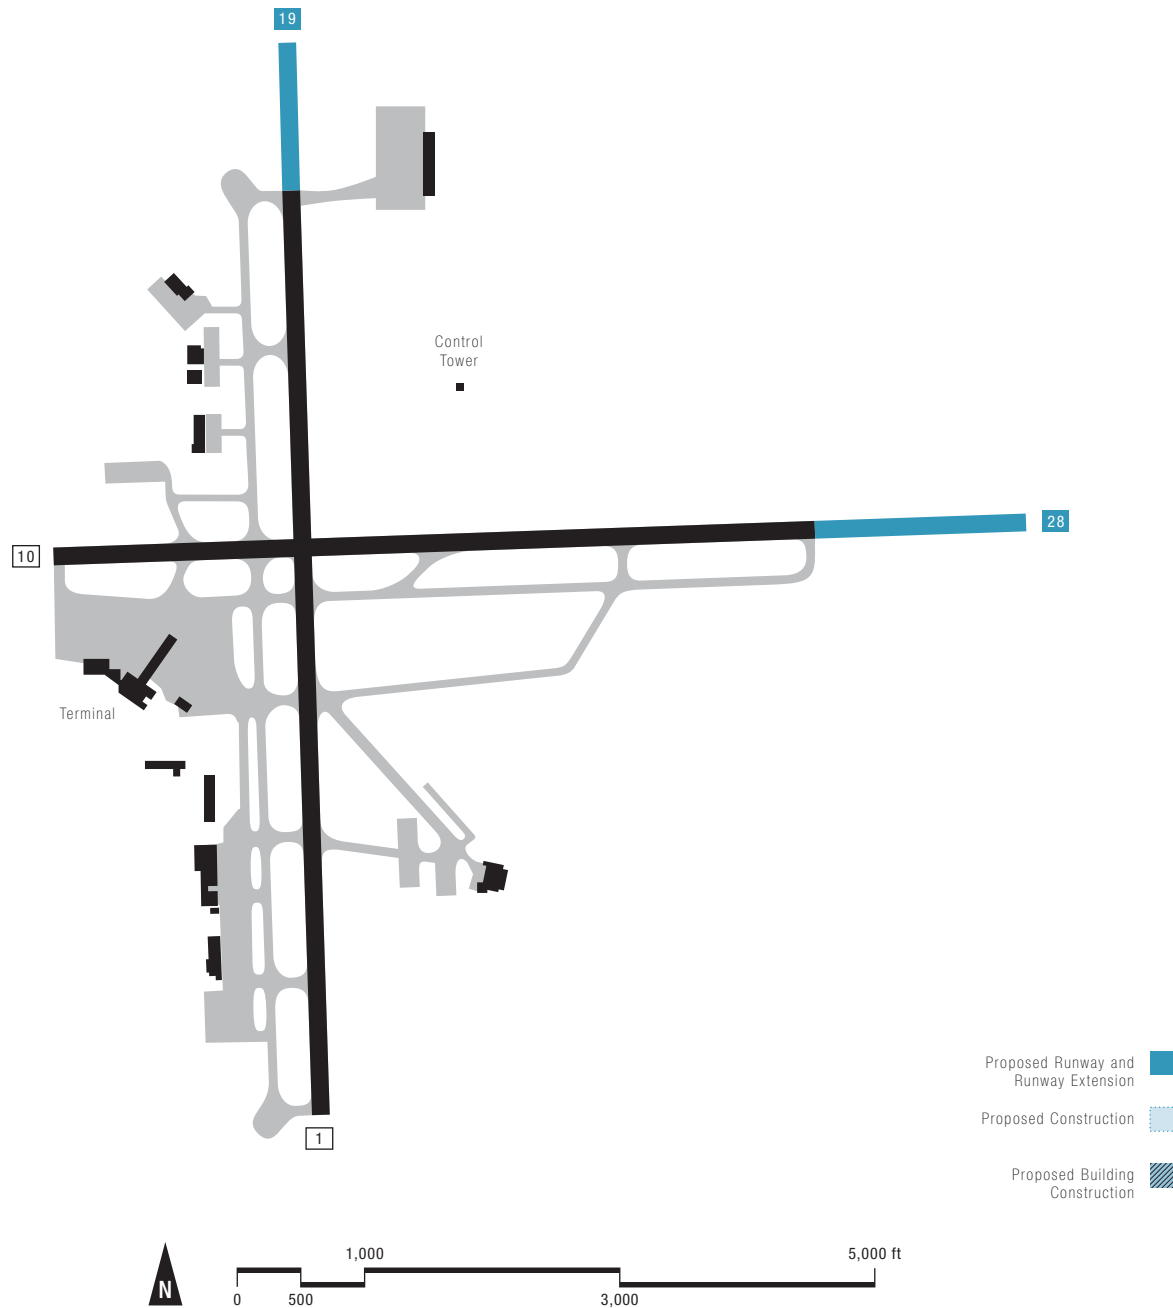 19
Control
Tower
28
10
Terminal
Proposed Runway and
Runway Extension
Proposed Construction
1
Proposed Building
Construction
1,000
5,000 ft
N
0
500
3,000